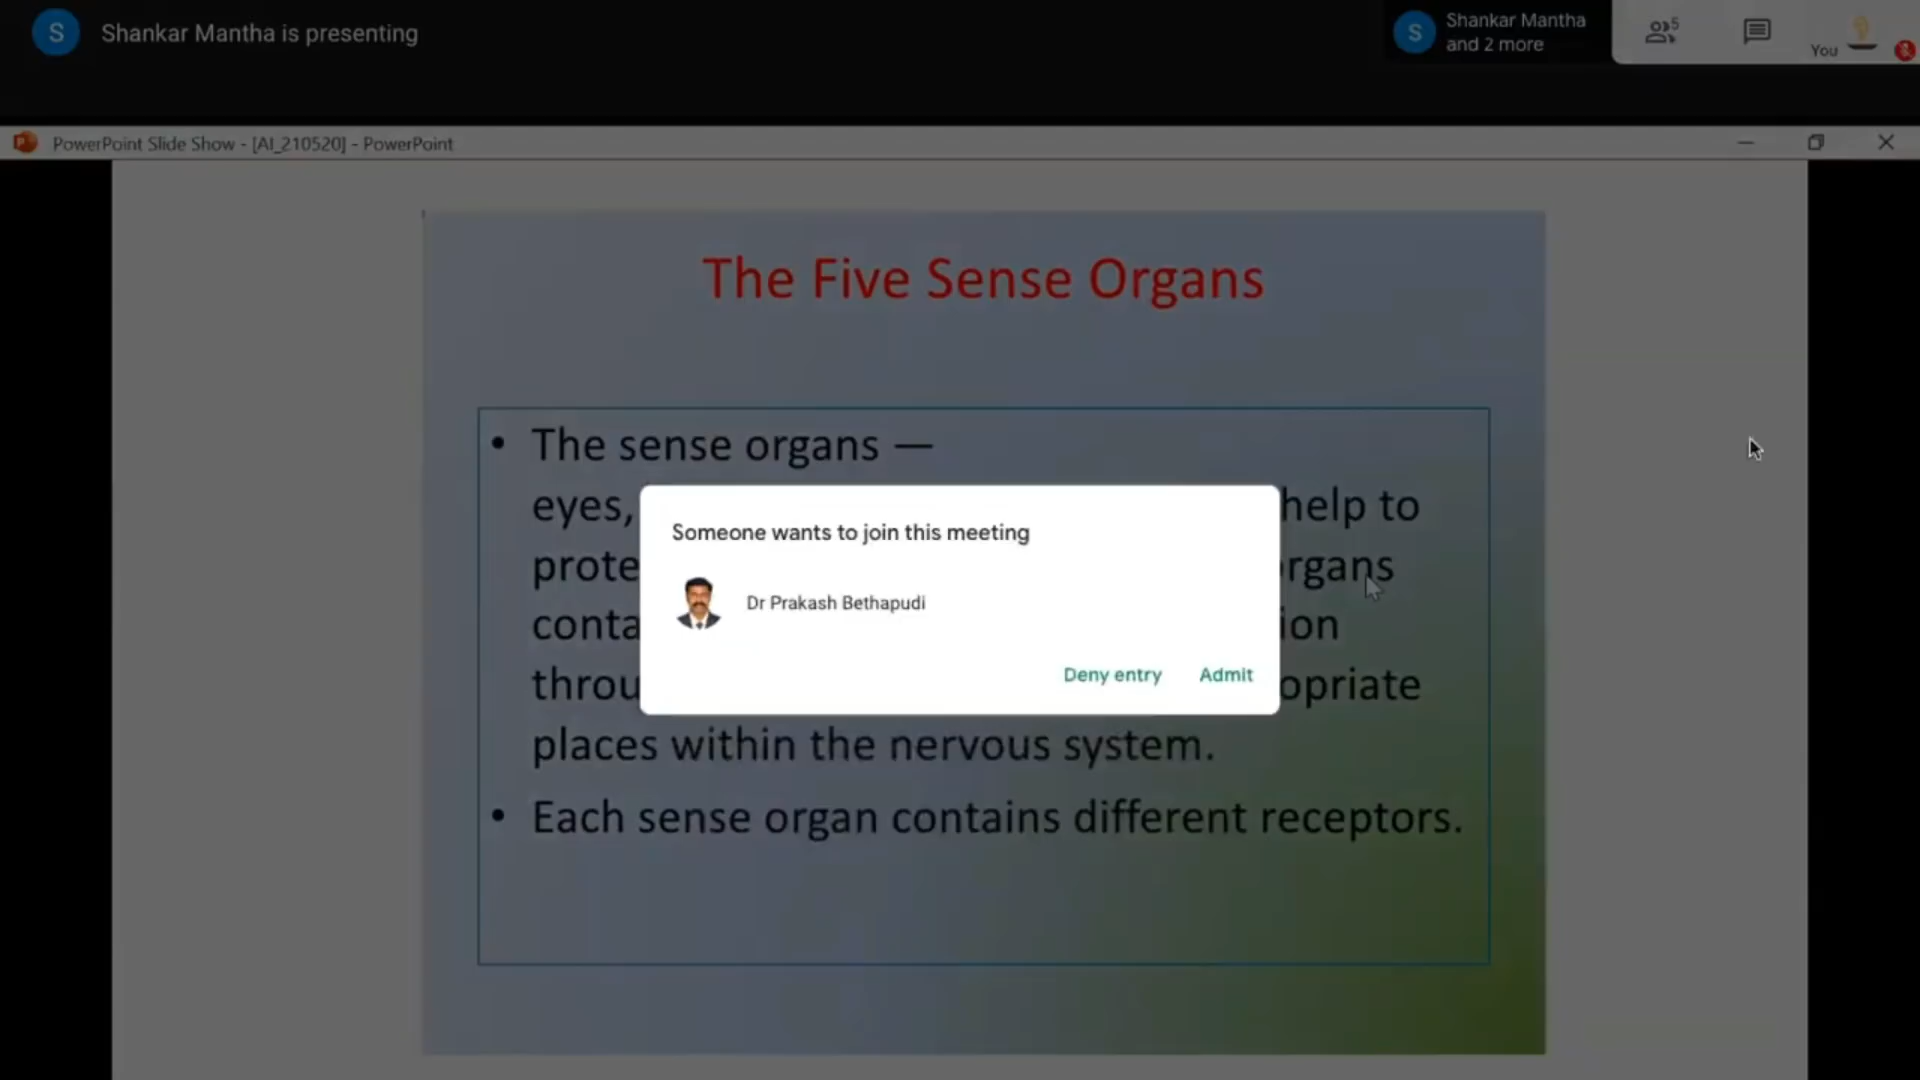 S
Shankar Mantha is presenting
S
Shankar Mantha
and 2 more
5
You
PowerPoint Slide Show - [AI_210520] - PowerPoint
The Five Sense Organs
• The sense organs —
eyes, help to
prote rgans
conta ion
throu opriate
places within the nervous system.
• Each sense organ contains different receptors.
Someone wants to join this meeting
Dr Prakash Bethapudi
Deny entry Admit